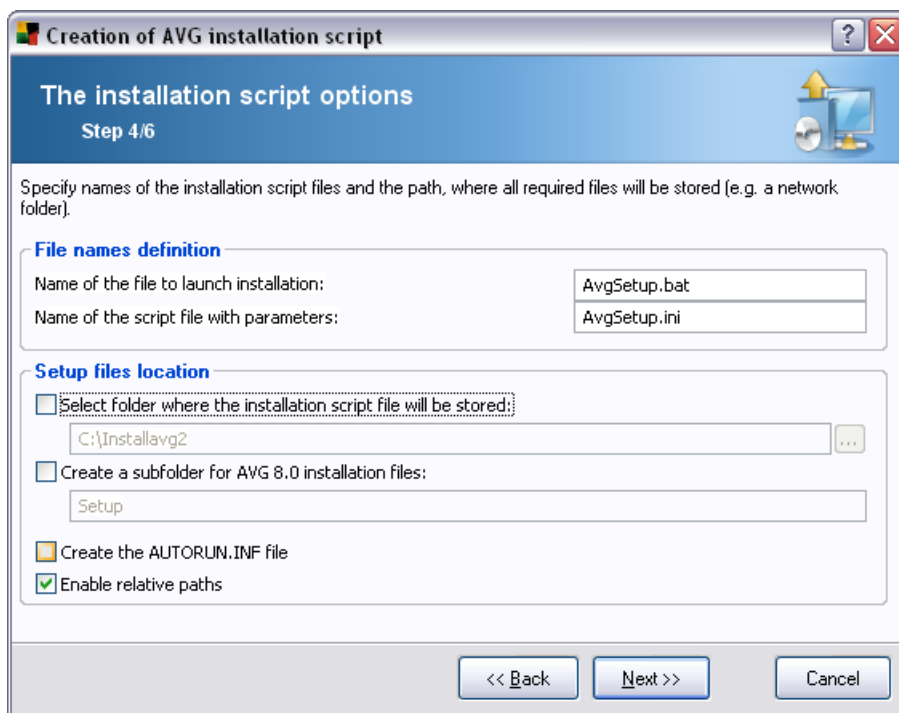 Creation of AVG installation script
?
The installation script options
Step 4/6
Specify names of the installation script files and the path, where all required files will be stored (e.g. a network
folder).
File names definition
Name of the file to launch installation: AvgSetup.bat
Name of the script file with parameters: AvgSetup.ini
Setup files location
Select folder where the installation script file will be stored:
C:\Installavg2 ...
Create a subfolder for AVG 8.0 installation files:
Setup
Create the AUTORUN.INF file
Enable relative paths
<< Back Next >> Cancel